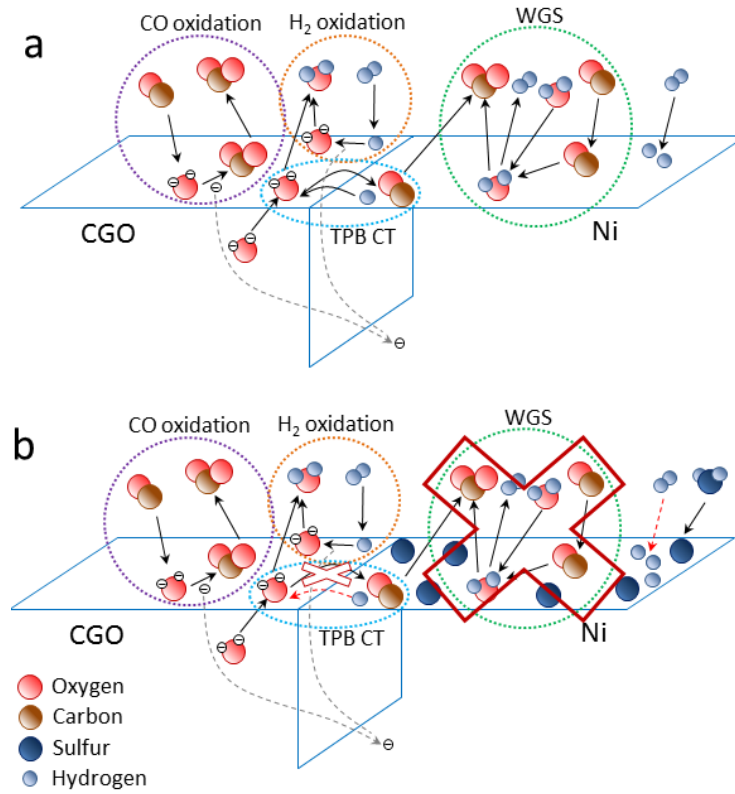 a
CO oxidation
H₂ oxidation
WGS
CGO
TPB CT
Ni
b
CO oxidation
H₂ oxidation
WGS
CGO
TPB CT
Ni
Oxygen
Carbon
Sulfur
Hydrogen